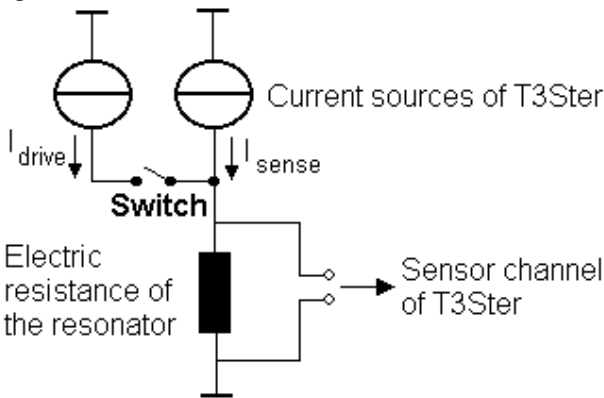 Current sources of T3Ster
I drive
I sense
Switch
Electric
resistance of
the resonator
Sensor channel
of T3Ster